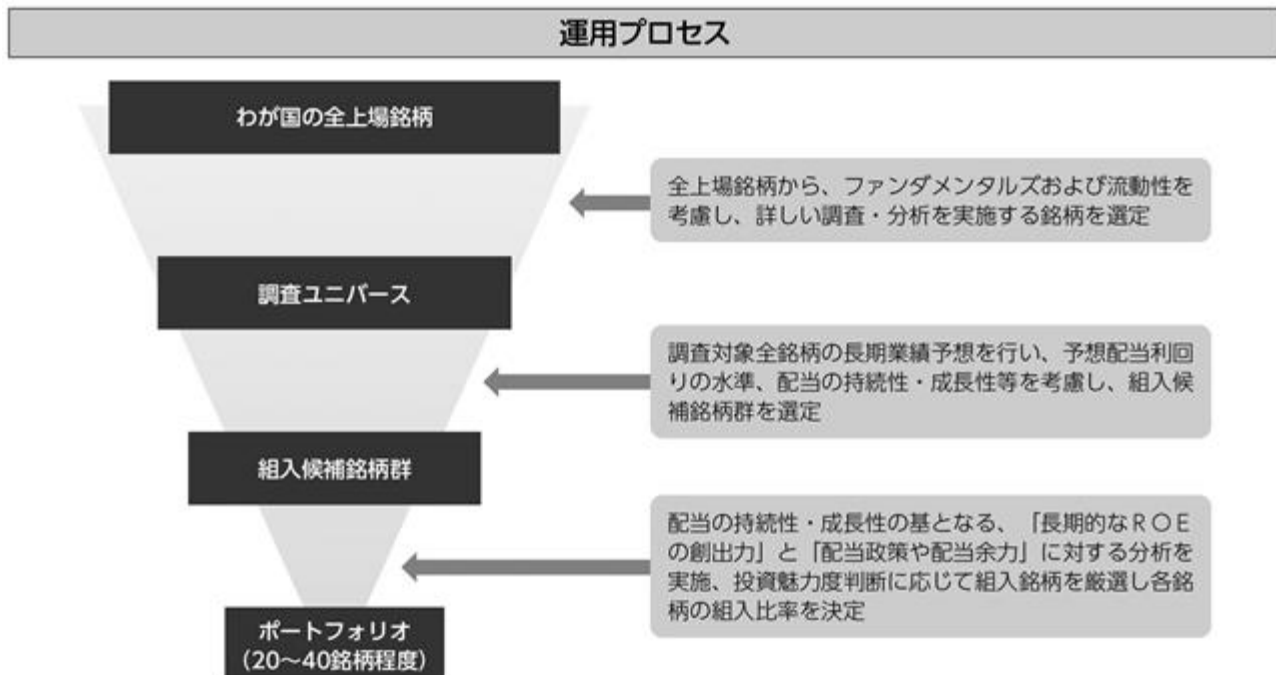 運用プロセス
わが国の全上場銘柄
全上場銘柄から、ファンダメンタルズおよび流動性を
考慮し、詳しい調査・分析を実施する銘柄を選定
調査ユニバース
調査対象全銘柄の長期業績予想を行い、予想配当利回
りの水準、配当の持続性・成長性等を考慮し、組入候
補銘柄群を選定
組入候補銘柄群
配当の持続性・成長性の基となる、「長期的なＲＯＥ
の創出力」と「配当政策や配当余力」に対する分析を
実施、投資魅力度判断に応じて組入銘柄を厳選し各銘
柄の組入比率を決定
ポートフォリオ
（20〜40銘柄程度）